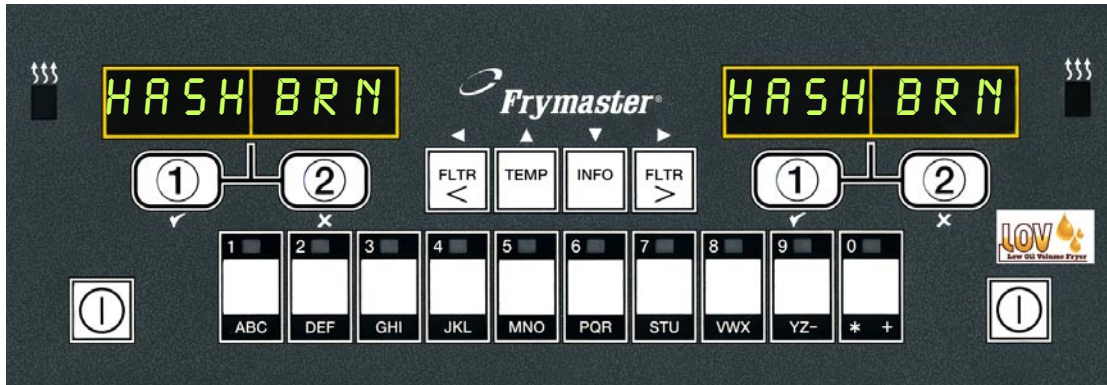 HASH BRN HASH BRN
Frymaster®
FLTR < TEMP INFO FLTR >
1 2 1 2
LOV
Low Oil Volume Fryer
1 2 3 4 5 6 7 8 9 0
ABC DEF GHI JKL MNO PQR STU VWX YZ- * +